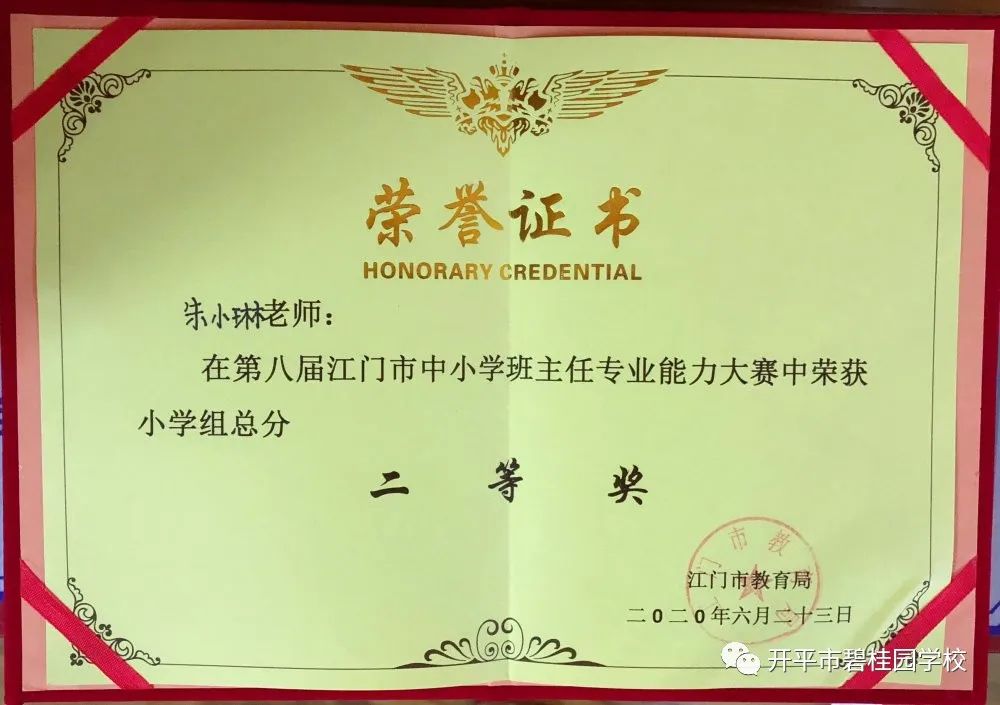 荣誉证书
HONORARY CREDENTIAL
朱小琳老师：
在第八届江门市中小学班主任专业能力大赛中荣获
小学组总分
二等奖
江门市教育局
二0二0年六月二十三日
开平市碧桂园学校